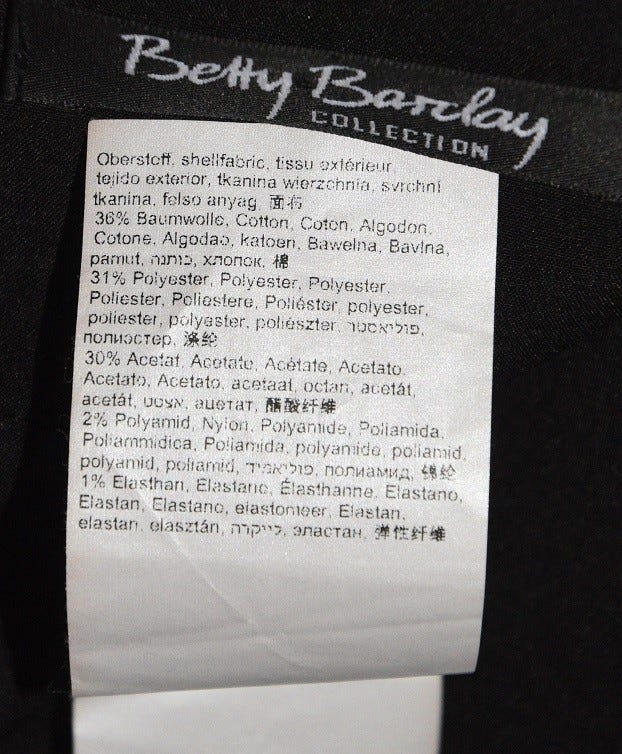 Betty Barclay
COLLECTION
Oberstoff, shellfabric, tissu extérieur,
tejido exterior, tkanina wierzchnia, svrchní
tkanina, felso anyag, 面布
36% Baumwolle, Cotton, Coton, Algodon,
Cotone, Algodao, katoen, Bawelna, Bavlna,
pamut, כותנה, хлопок, 棉
31% Polyester, Polyester, Polyester,
Poliester, Poliestere, Poliéster, polyester,
poliester, polyester, poliészter, פוליאסטר,
полиэстер, 涤纶
30% Acetat, Acetate, Acétate, Acetato,
Acetato, Acetato, acetaat, octan, acetát,
acetát, אצטט, ацетат, 醋酸纤维
2% Polyamid, Nylon, Polyamide, Poliamida,
Poliammidica, Poliamida, polyamide, poliamid,
polyamid, poliamid, פוליאמיד, полиамид, 锦纶
1% Elasthan, Elastane, Élasthanne, Elastano,
Elastan, Elastano, elastomeer, Elastan,
elastan, elasztán, לייקרה, эластан, 弹性纤维